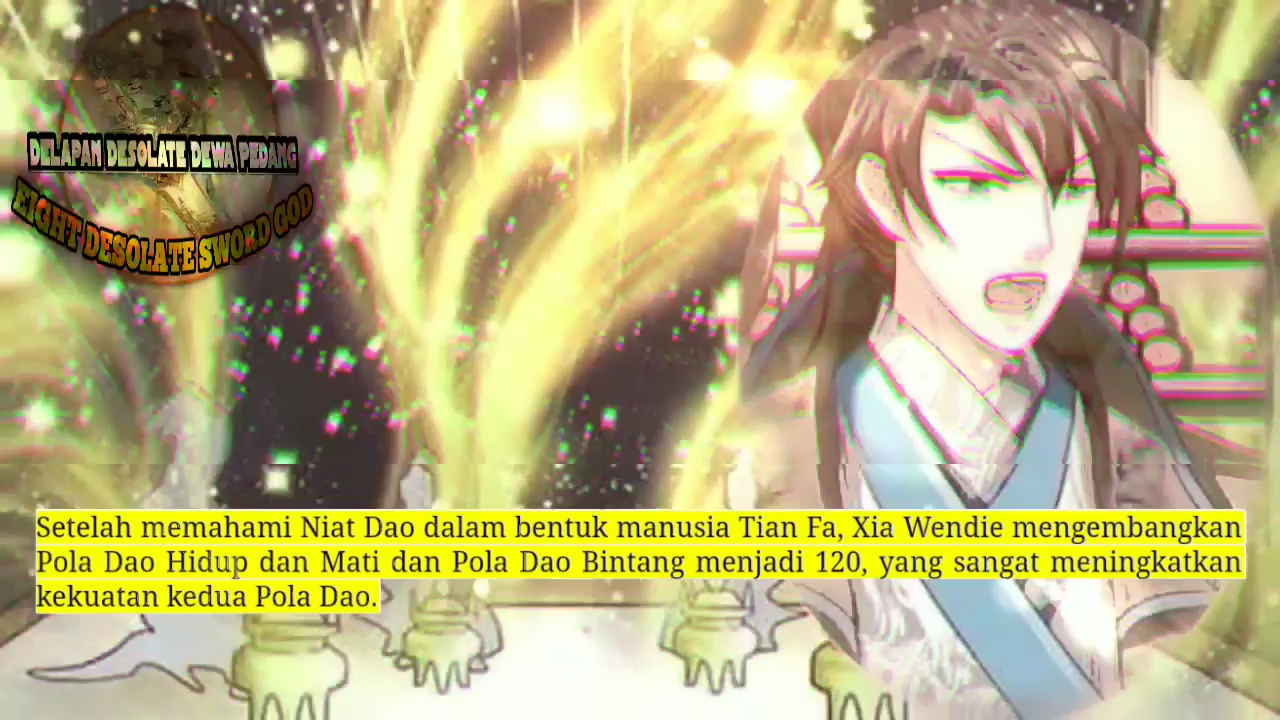 DELAPAN DESOLATE DEWA PEDANG
EIGHT DESOLATE SWORD GOD
Setelah memahami Niat Dao dalam bentuk manusia Tian Fa, Xia Wendie mengembangkan
Pola Dao Hidup dan Mati dan Pola Dao Bintang menjadi 120, yang sangat meningkatkan
kekuatan kedua Pola Dao.